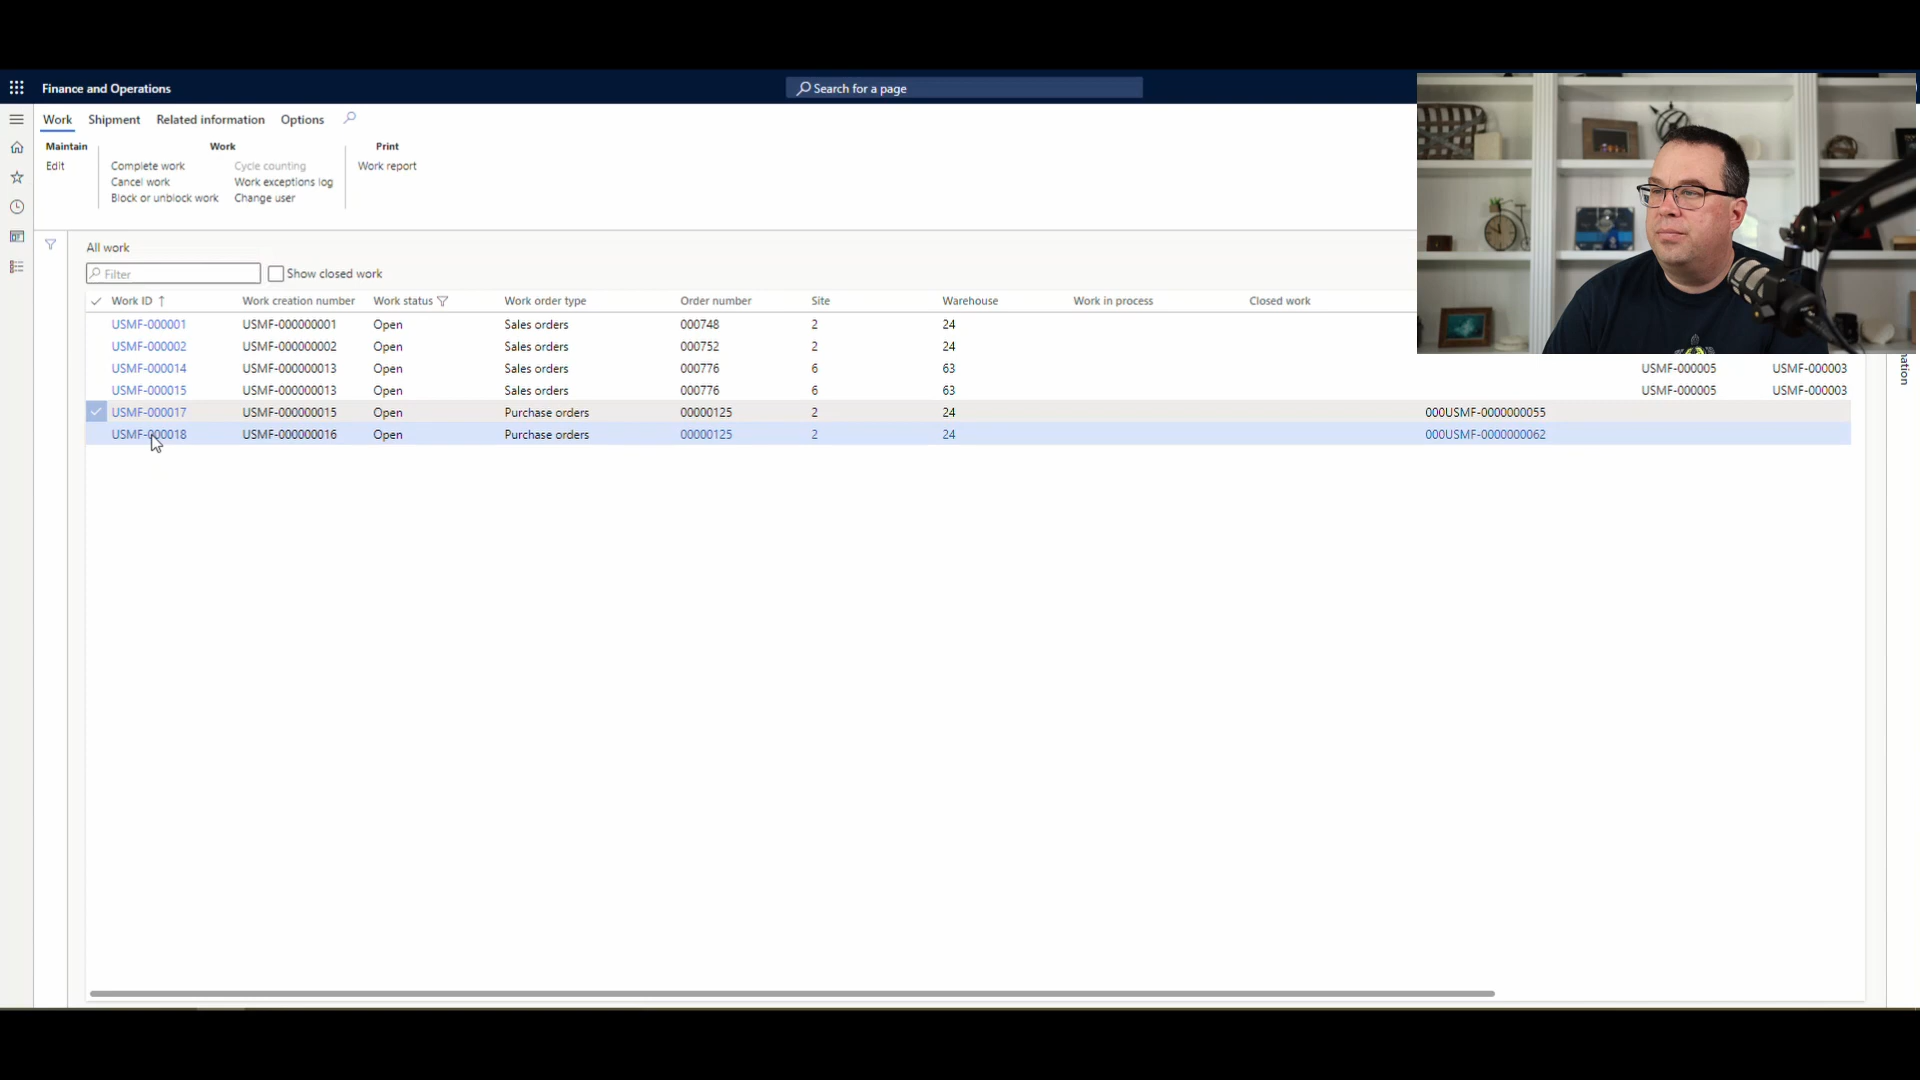 Finance and Operations
Search for a page
Work Shipment Related information Options
Maintain Work Print
Edit Complete work Cycle counting Work report
Cancel work Work exceptions log
Block or unblock work Change user
All work
Filter Show closed work
Work ID Work creation number Work status Work order type Order number Site Warehouse Work in process Closed work
USMF-000001 USMF-000000001 Open Sales orders 000748 2 24
USMF-000002 USMF-000000002 Open Sales orders 000752 2 24
USMF-000014 USMF-000000013 Open Sales orders 000776 6 63 USMF-000005 USMF-000003
USMF-000015 USMF-000000013 Open Sales orders 000776 6 63 USMF-000005 USMF-000003
USMF-000017 USMF-000000015 Open Purchase orders 00000125 2 24 000USMF-0000000055
USMF-000018 USMF-000000016 Open Purchase orders 00000125 2 24 000USMF-0000000062